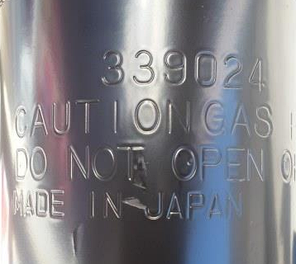 339024
CAUTION GAS
DO NOT OPEN
MADE IN JAPAN